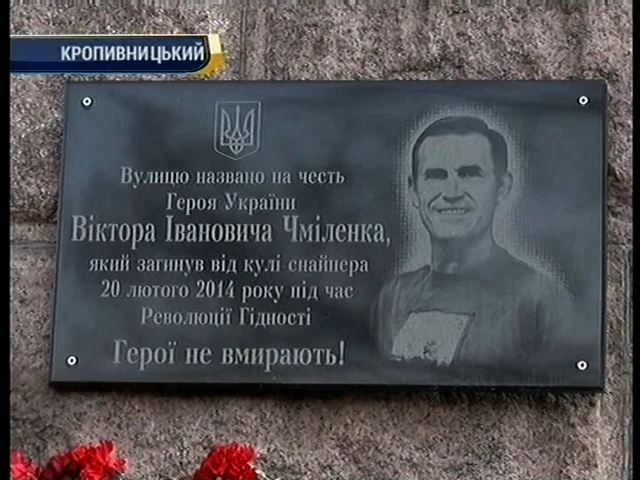 КРОПИВНИЦЬКИЙ
Вулицю названо на честь
Героя України
Віктора Івановича Чміленка,
який загинув від кулі снайпера
20 лютого 2014 року під час
Революції Гідності
Герої не вмирають!